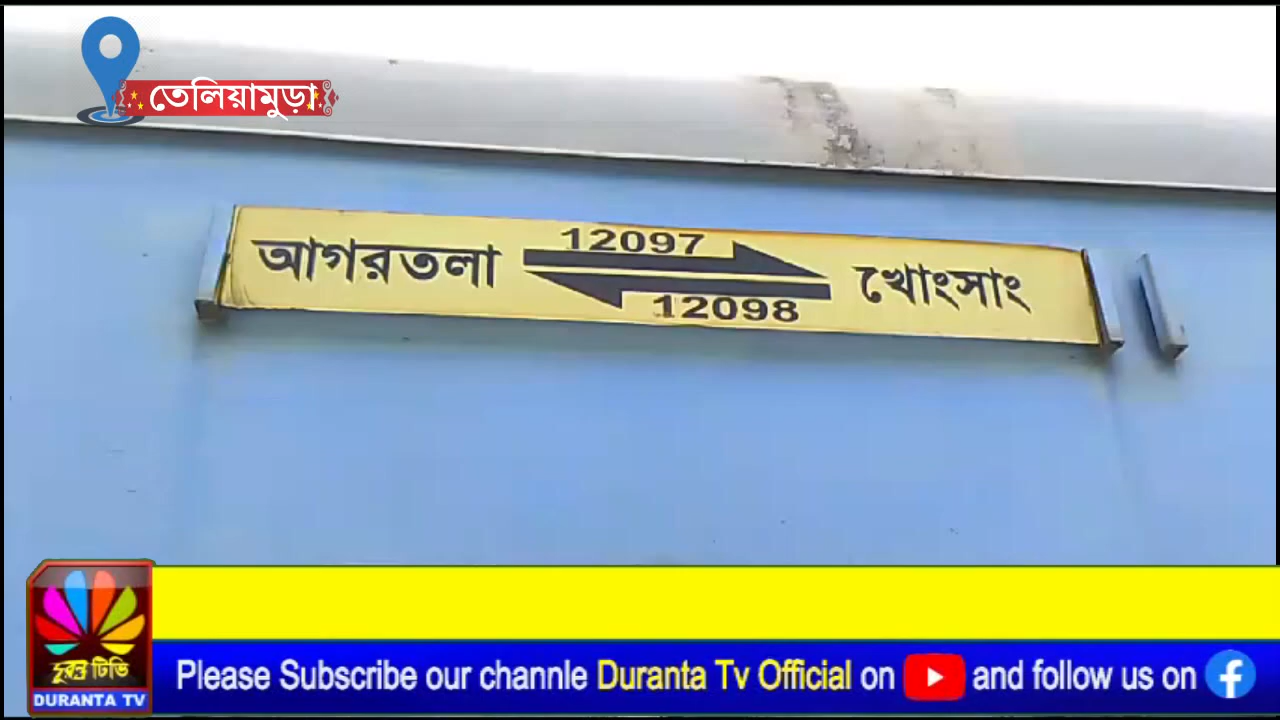 তেলিয়ামুড়া
আগরতলা 12097 খোংসাং
12098
দুরন্ত টিভি
DURANTA TV
Please Subscribe our channle Duranta Tv Official on and follow us on